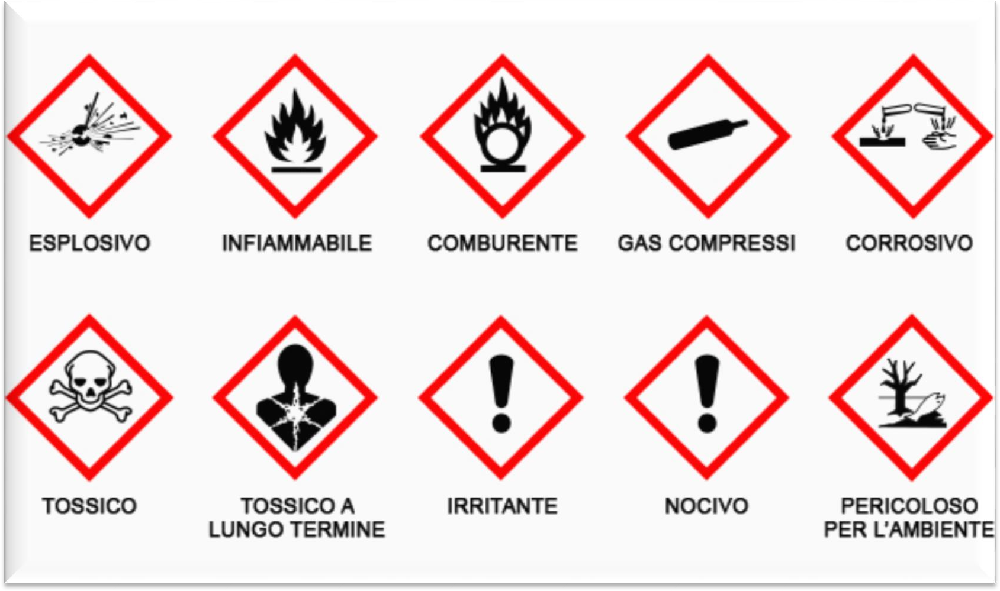 ESPLOSIVO
INFIAMMABILE
COMBURENTE
GAS COMPRESSI
CORROSIVO
TOSSICO
TOSSICO A
LUNGO TERMINE
IRRITANTE
NOCIVO
PERICOLOSO
PER L'AMBIENTE